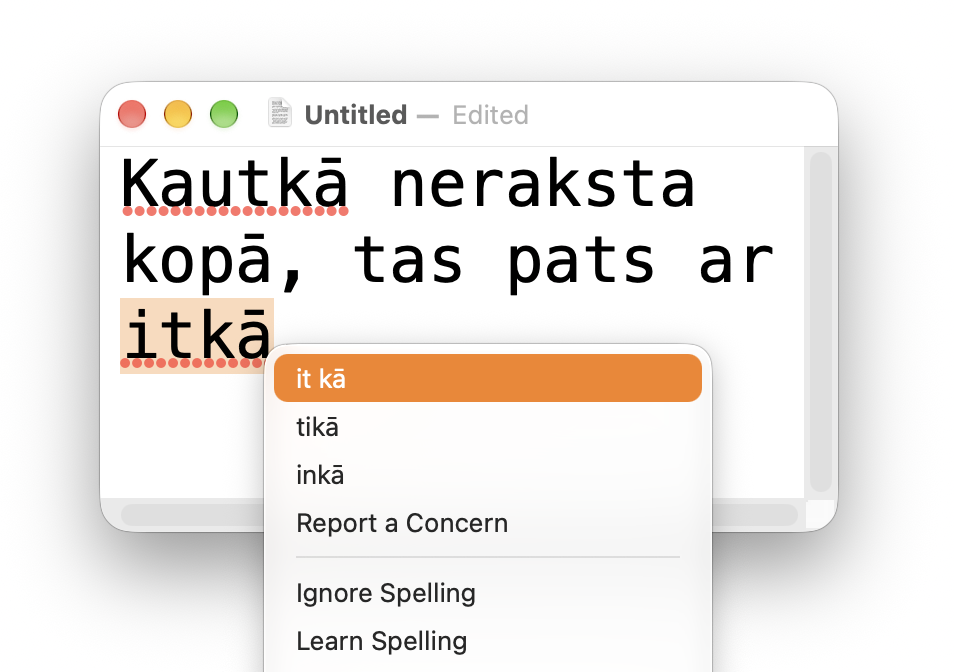 Untitled — Edited
Kautkā neraksta
kopā, tas pats ar
itkā
it kā
tikā
inkā
Report a Concern
Ignore Spelling
Learn Spelling